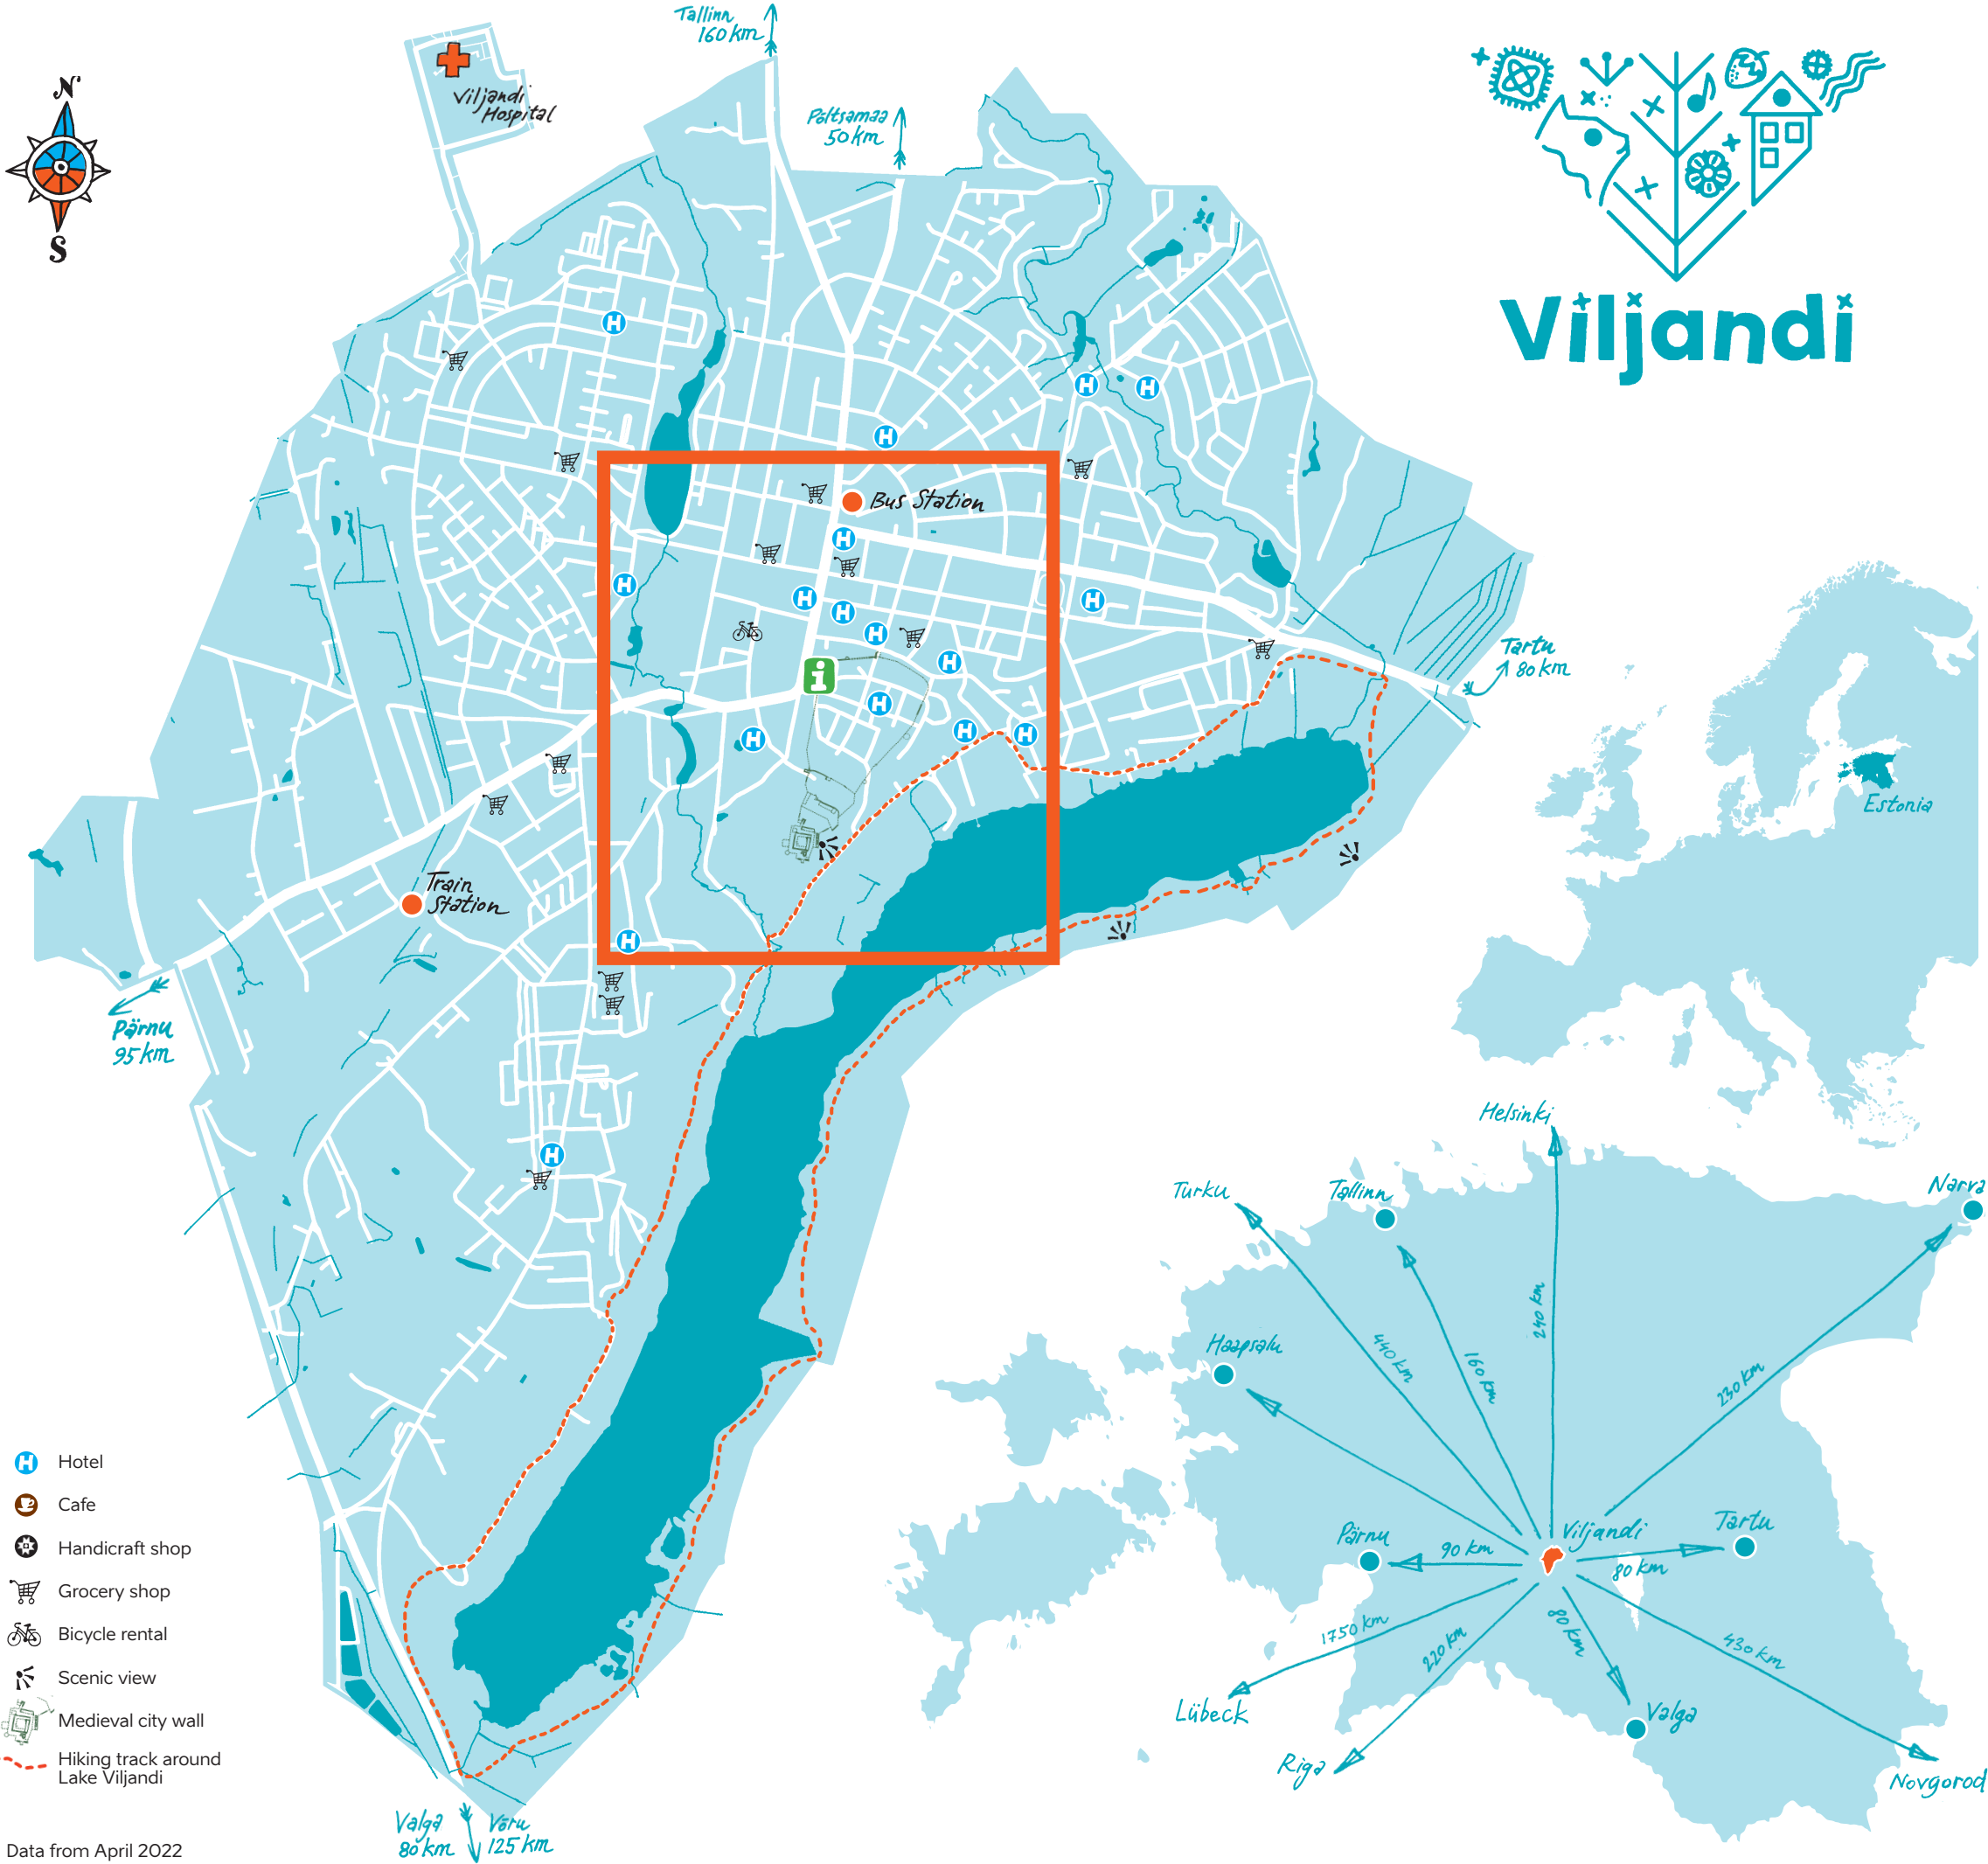 Tallinn
160 km
Põltsamaa
50 km
N
S
Viljandi
Hospital
Viljandi
H
H
H
H
Bus Station
H
H
H
H
H
H
H
i
H
H
H
H
H
Tartu
80 km
Estonia
Train
Station
H
Pärnu
95 km
H
Helsinki
Turku
Tallinn
Narva
240 km
440 km
160 km
230 km
Haapsalu
Pärnu
90 km
Viljandi
Tartu
80 km
1750 km
220 km
80 km
430 km
Lübeck
Riga
Valga
Novgorod
H Hotel
Cafe
Handicraft shop
Grocery shop
Bicycle rental
Scenic view
Medieval city wall
Hiking track around
Lake Viljandi
Valga
80 km
Võru
125 km
Data from April 2022